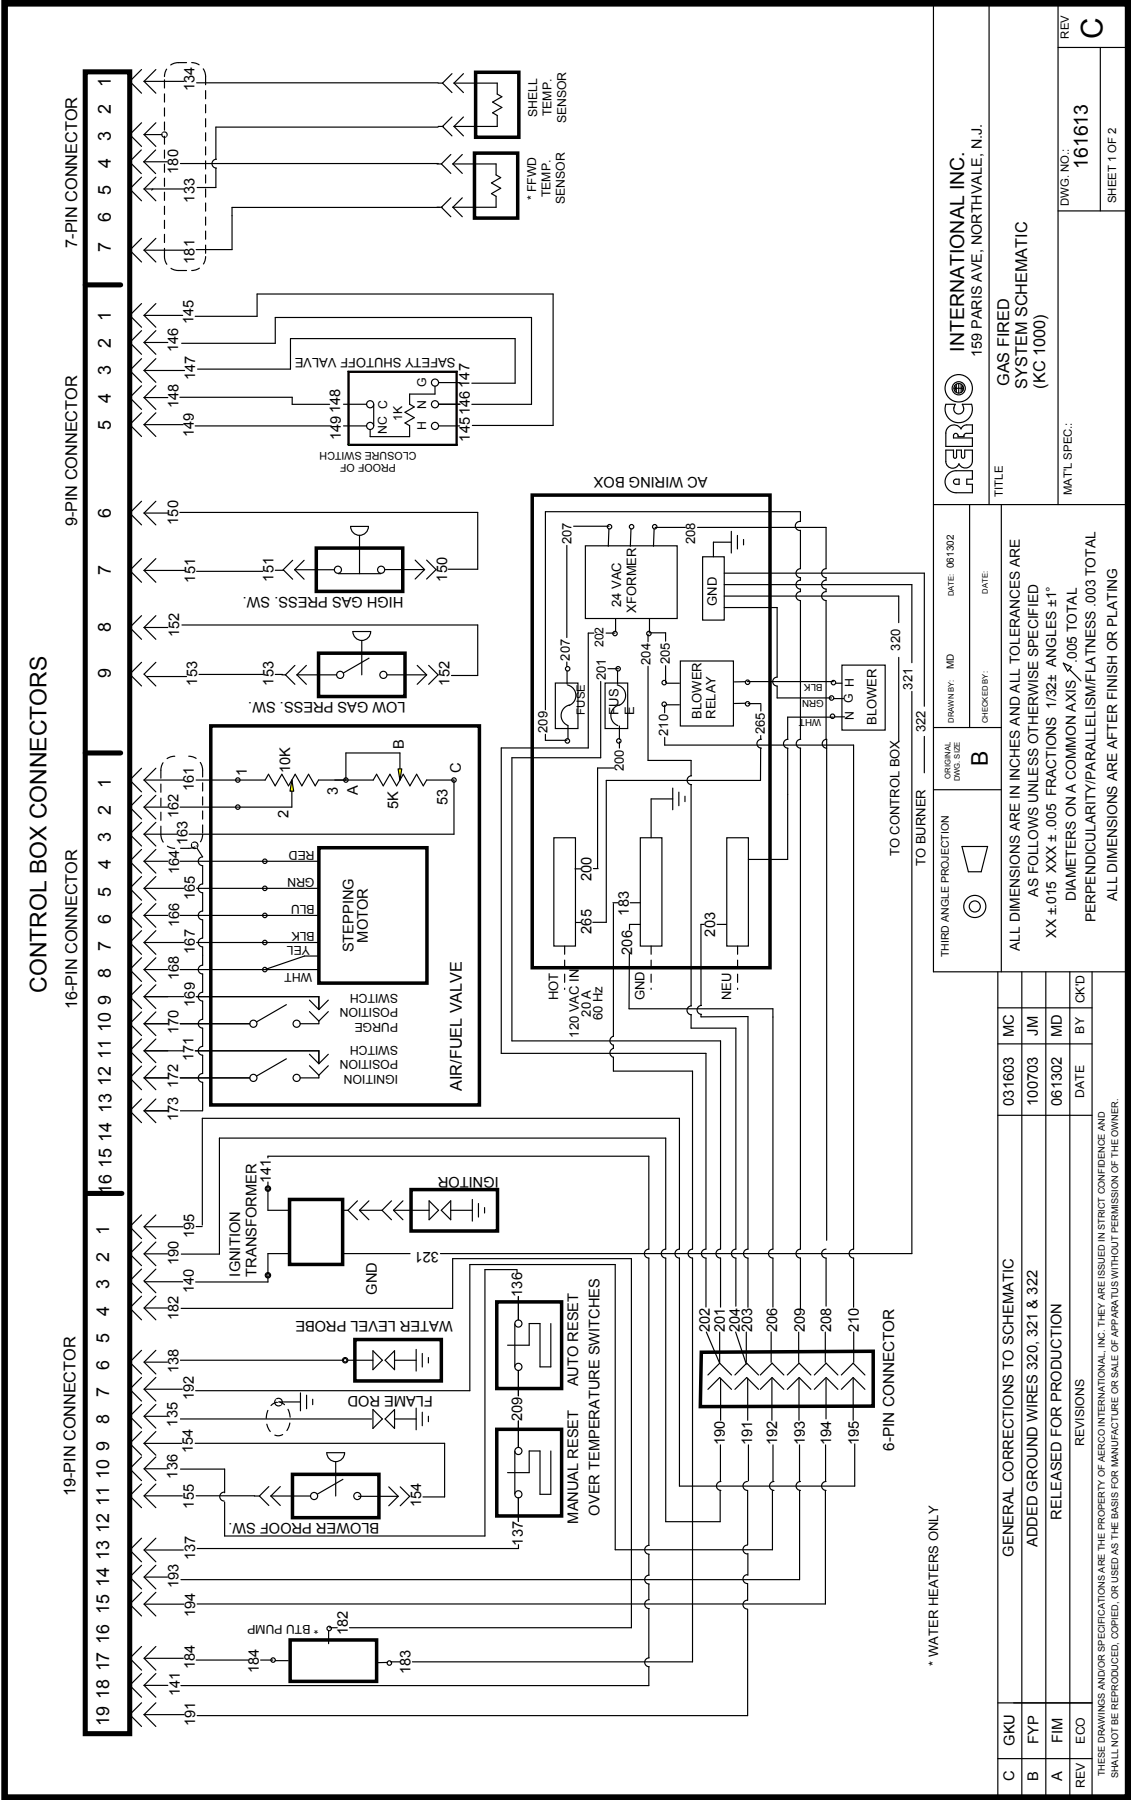 CONTROL BOX CONNECTORS
19-PIN CONNECTOR
16-PIN CONNECTOR
9-PIN CONNECTOR
7-PIN CONNECTOR
19 18 17 16 15 14 13 12 11 10 9 8 7 6 5 4 3 2 1
16 15 14 13 12 11 10 9 8 7 6 5 4 3 2 1
9 8 7 6 5 4 3 2 1
7 6 5 4 3 2 1
191
141
184
194
193
137
155
136
154
135
192
138
182
140
190
195
173
172
171
170
169
168
167
166
165
164
163
162
161
153
152
151
150
149
148
147
146
145
181
133
180
134
184
* BTU PUMP
182
183
BLOWER PROOF SW.
154
FLAME ROD
WATER LEVEL PROBE
137
MANUAL RESET
209
AUTO RESET
136
OVER TEMPERATURE SWITCHES
IGNITION
TRANSFORMER
141
GND
321
IGNITOR
IGNITION
POSITION
SWITCH
PURGE
POSITION
SWITCH
AIR/FUEL VALVE
WHT
YEL
BLK
BLU
GRN
RED
STEPPING
MOTOR
1
2
10K
3
A
B
5K
53
C
LOW GAS PRESS. SW.
153
152
HIGH GAS PRESS. SW.
151
150
PROOF OF
CLOSURE SWITCH
SAFETY SHUTOFF VALVE
149 148
NC C
1K
H N G
145 146 147
* FFWD
TEMP.
SENSOR
SHELL
TEMP.
SENSOR
AC WIRING BOX
HOT
120 VAC IN
20 A
60 Hz
GND
NEU
265
200
206
183
203
209
FUSE
207
207
200
FUS
E
201
202
24 VAC
XFORMER
204
205
208
210
BLOWER
RELAY
265
204
GND
WHT
GRN
BLK
N G H
BLOWER
TO CONTROL BOX
320
321
TO BURNER
322
190
191
192
193
194
195
202
201
204
203
206
209
208
210
6-PIN CONNECTOR
* WATER HEATERS ONLY
C GKU GENERAL CORRECTIONS TO SCHEMATIC 031603 MC
B FYP ADDED GROUND WIRES 320, 321 & 322 100703 JM
A FIM RELEASED FOR PRODUCTION 061302 MD
REV ECO REVISIONS DATE BY CK'D
THESE DRAWINGS AND/OR SPECIFICATIONS ARE THE PROPERTY OF AERCO INTERNATIONAL, INC. THEY ARE ISSUED IN STRICT CONFIDENCE AND
SHALL NOT BE REPRODUCED, COPIED, OR USED AS THE BASIS FOR MANUFACTURE OR SALE OF APPARATUS WITHOUT PERMISSION OF THE OWNER.
THIRD ANGLE PROJECTION
ORIGINAL
DWG. SIZE
B
DRAWN BY: MD
DATE: 061302
CHECKED BY:
DATE:
ALL DIMENSIONS ARE IN INCHES AND ALL TOLERANCES ARE
AS FOLLOWS UNLESS OTHERWISE SPECIFIED
XX ±.015 XXX ± .005 FRACTIONS 1/32± ANGLES ±1°
DIAMETERS ON A COMMON AXIS .005 TOTAL
PERPENDICULARITY/PARALLELISM/FLATNESS .003 TOTAL
ALL DIMENSIONS ARE AFTER FINISH OR PLATING
AERCO INTERNATIONAL INC.
159 PARIS AVE, NORTHVALE, N.J.
TITLE
GAS FIRED
SYSTEM SCHEMATIC
(KC 1000)
MAT'L SPEC.:
DWG. NO.:
161613
REV
C
SHEET 1 OF 2